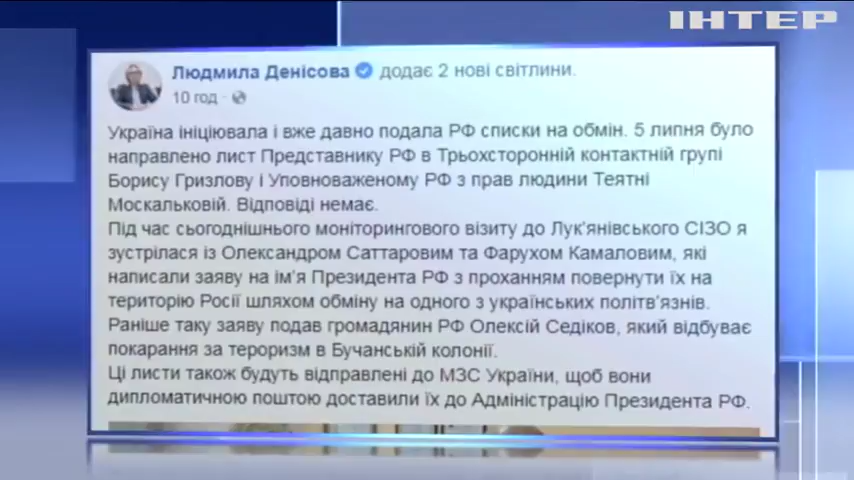 ІНТЕР
Людмила Денісова додає 2 нові світлини.
10 год ·
Україна ініціювала і вже давно подала РФ списки на обмін. 5 липня було
направлено лист Представнику РФ в Трьохсторонній контактній групі
Борису Гризлову і Уповноваженому РФ з прав людини Теятні
Москальковій. Відповіді немає.
Під час сьогоднішнього моніторингового візиту до Лук'янівського СІЗО я
зустрілася із Олександром Саттаровим та Фарухом Камаловим, які
написали заяву на ім'я Президента РФ з проханням повернути їх на
територію Росії шляхом обміну на одного з українських політв'язнів.
Раніше таку заяву подав громадянин РФ Олексій Седіков, який відбуває
покарання за тероризм в Бучанській колонії.
Ці листи також будуть відправлені до МЗС України, щоб вони
дипломатичною поштою доставили їх до Адміністрацію Президента РФ.